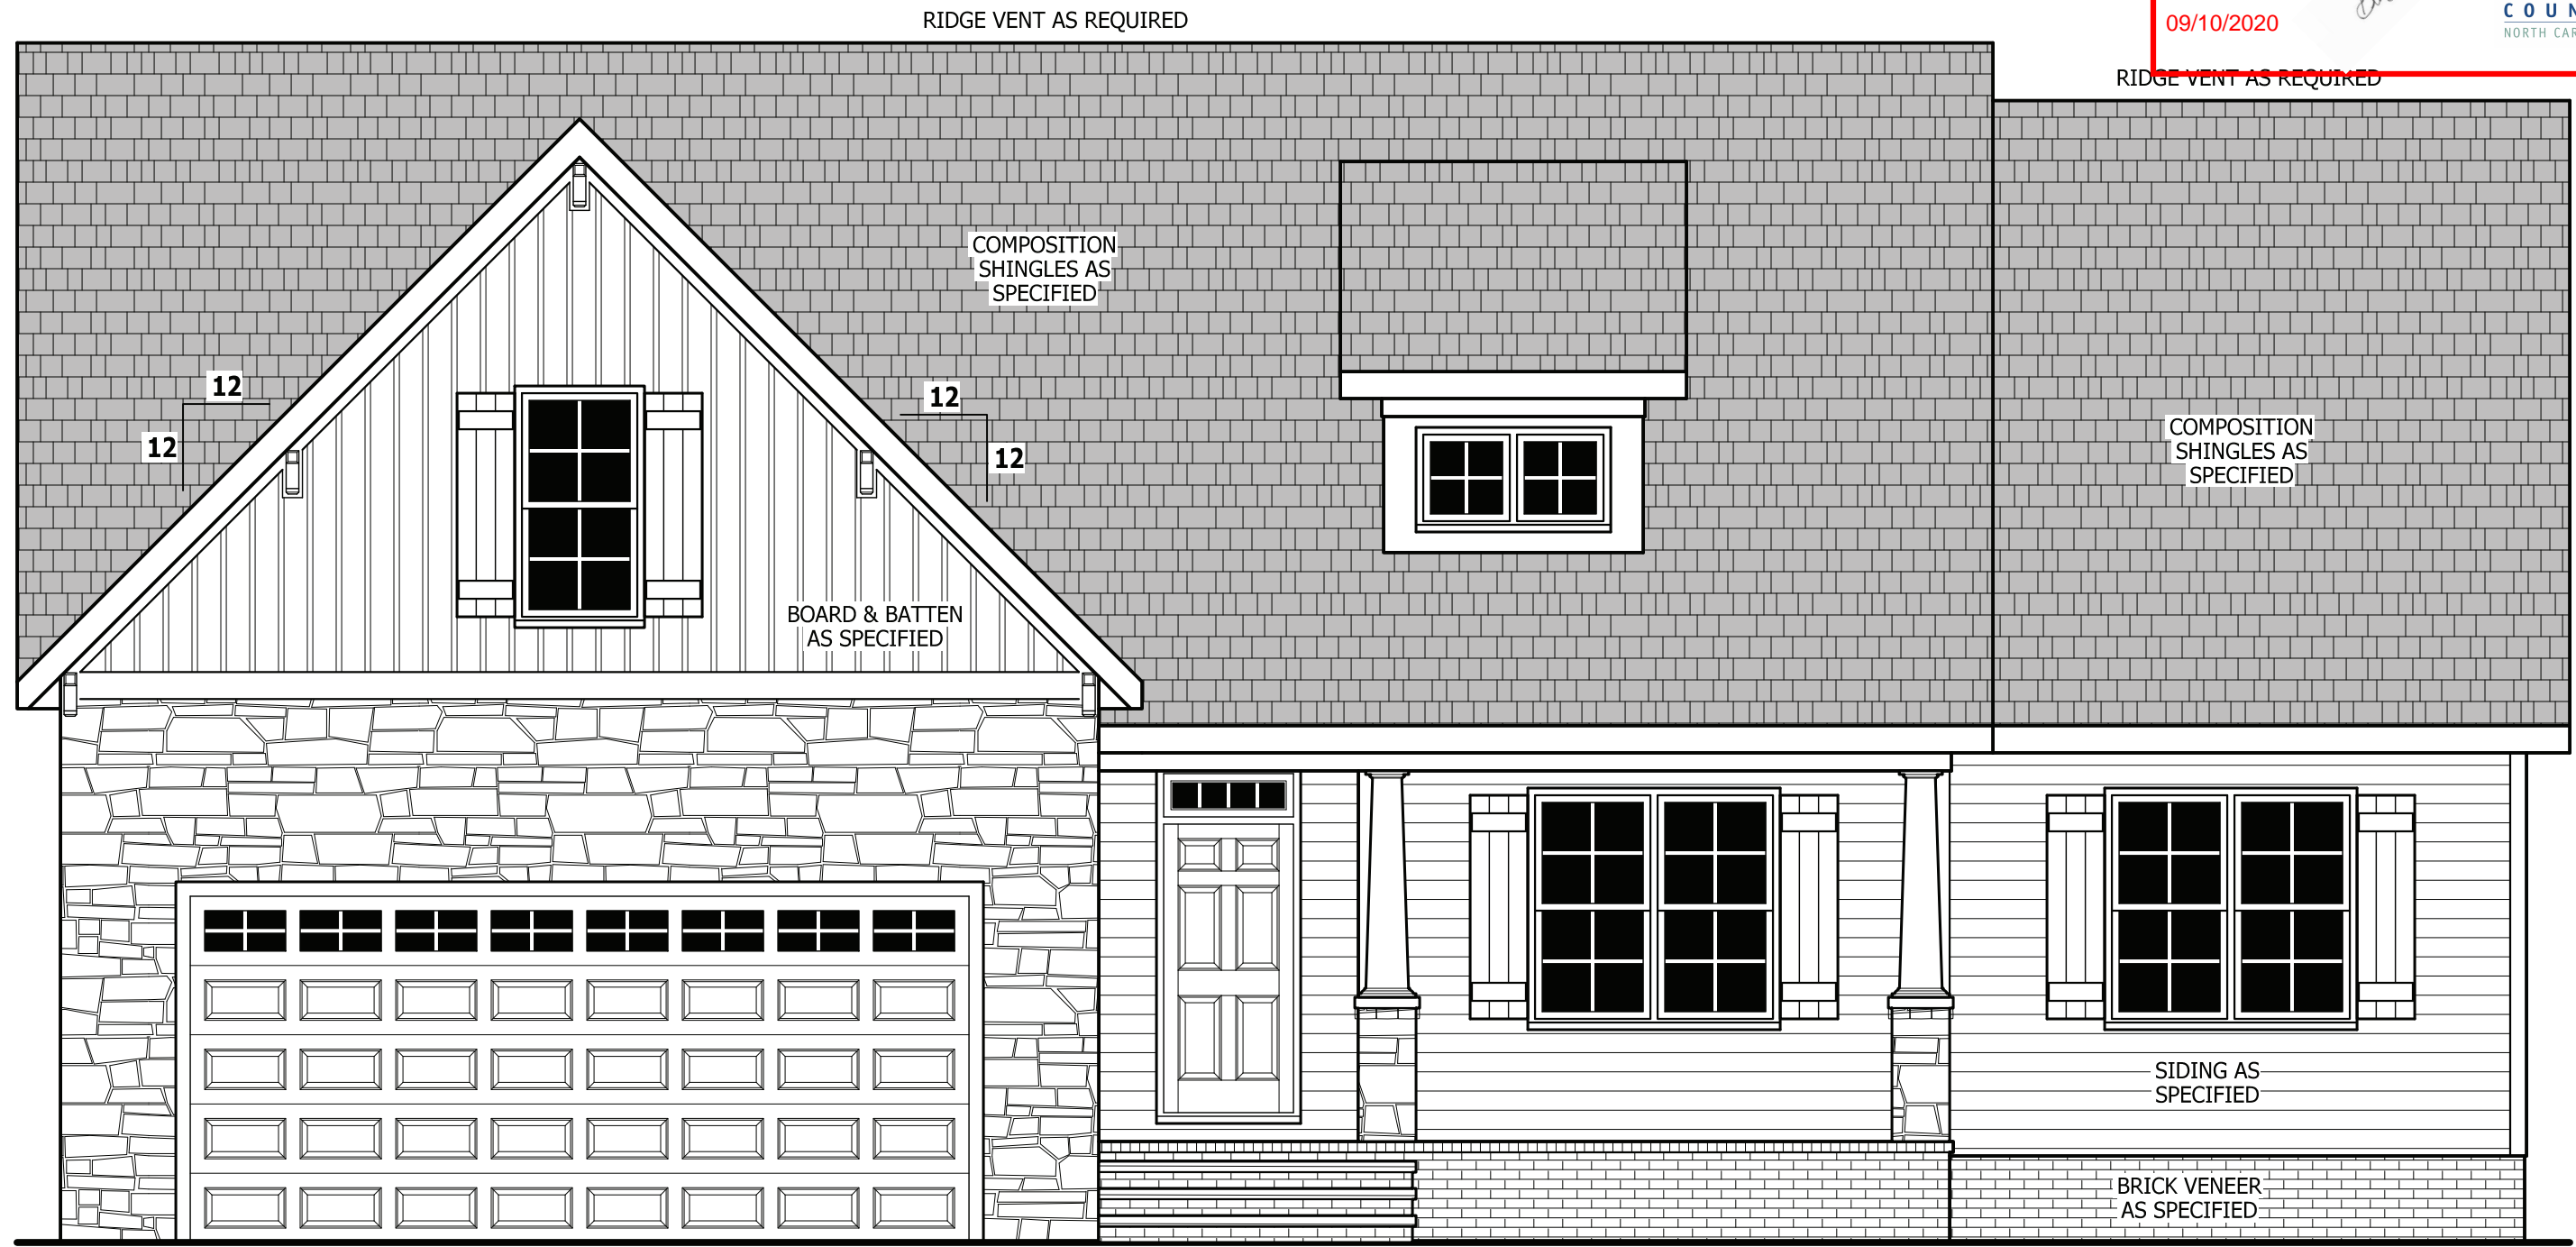 RIDGE VENT AS REQUIRED
09/10/2020
NORTH CAR
RIDGE VENT AS REQUIRED
COMPOSITION
SHINGLES AS
SPECIFIED
12
12
12
12
COMPOSITION
SHINGLES AS
SPECIFIED
BOARD & BATTEN
AS SPECIFIED
SIDING AS
SPECIFIED
BRICK VENEER
AS SPECIFIED